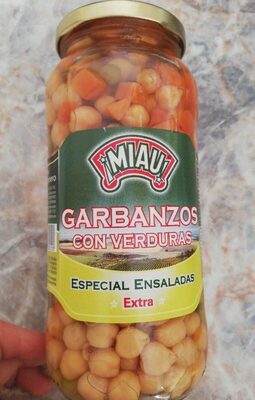 ¡MIAU!
GARBANZOS
CON VERDURAS
ESPECIAL ENSALADAS
Extra